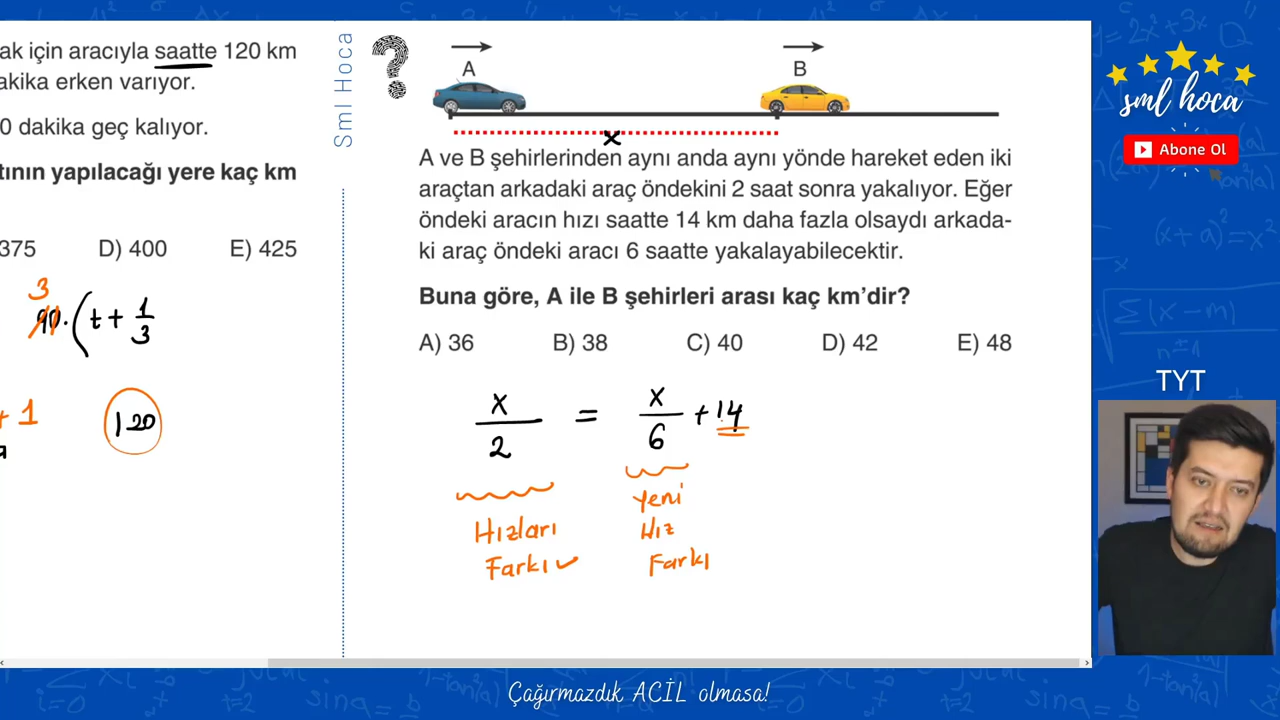 ak için aracıyla saatte 120 km
akika erken varıyor.
0 dakika geç kalıyor.
tının yapılacağı yere kaç km
375 D) 400 E) 425
3
90.(t + 1/3
+ 1
120
Sml Hoca
A B
x
A ve B şehirlerinden aynı anda aynı yönde hareket eden iki
araçtan arkadaki araç öndekini 2 saat sonra yakalıyor. Eğer
öndeki aracın hızı saatte 14 km daha fazla olsaydı arkada-
ki araç öndeki aracı 6 saatte yakalayabilecektir.
Buna göre, A ile B şehirleri arası kaç km'dir?
A) 36 B) 38 C) 40 D) 42 E) 48
x/2 = x/6 + 14
Hızları
Farkı
Yeni
Hız
Farkı
sml hoca
Abone Ol
TYT
Çağırmazdık ACİL olmasa!